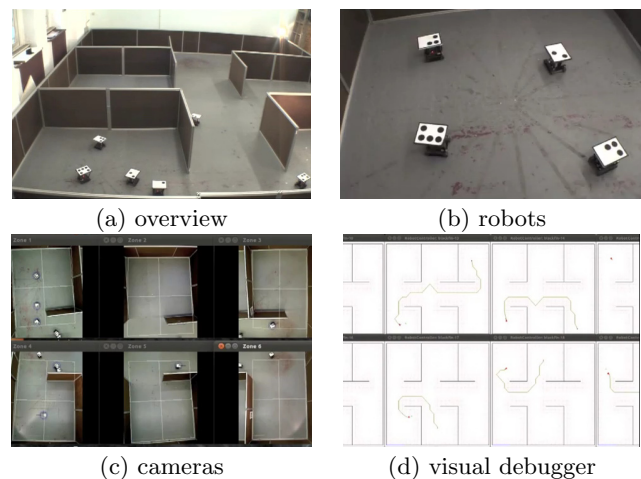 (a) overview
(b) robots
Zone 1
Zone 2
Zone 3
Zone 4
Zone 5
Zone 6
(c) cameras
(d) visual debugger